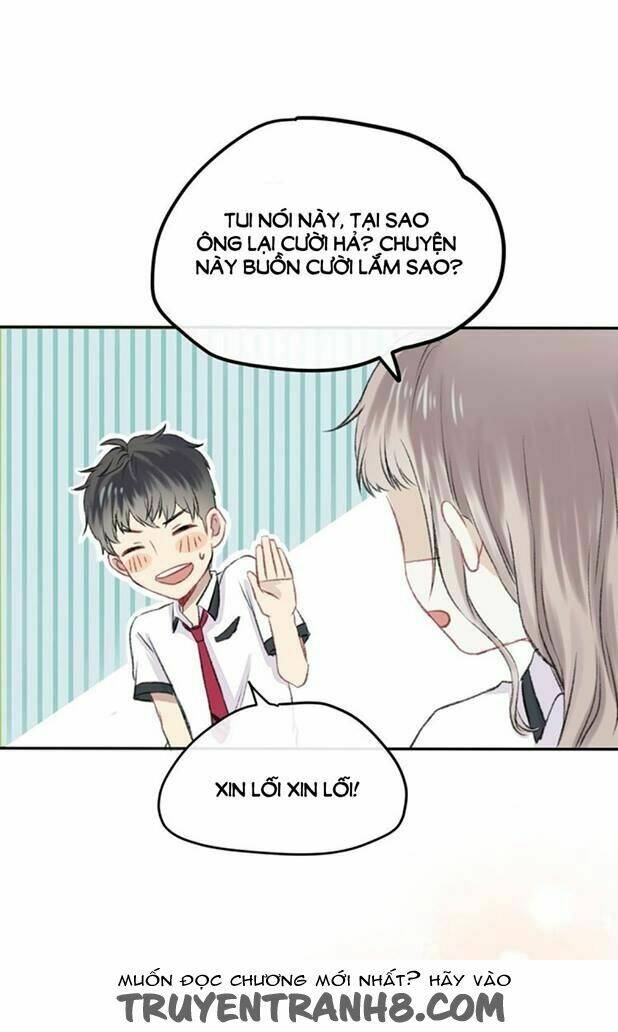 TUI NÓI NÀY, TẠI SAO
ÔNG LẠI CƯỜI HẢ? CHUYỆN
NÀY BUỒN CƯỜI LẮM SAO?
XIN LỖI XIN LỖI!
MUỐN ĐỌC CHƯƠNG MỚI NHẤT? HÃY VÀO
TRUYENTRANH8.COM